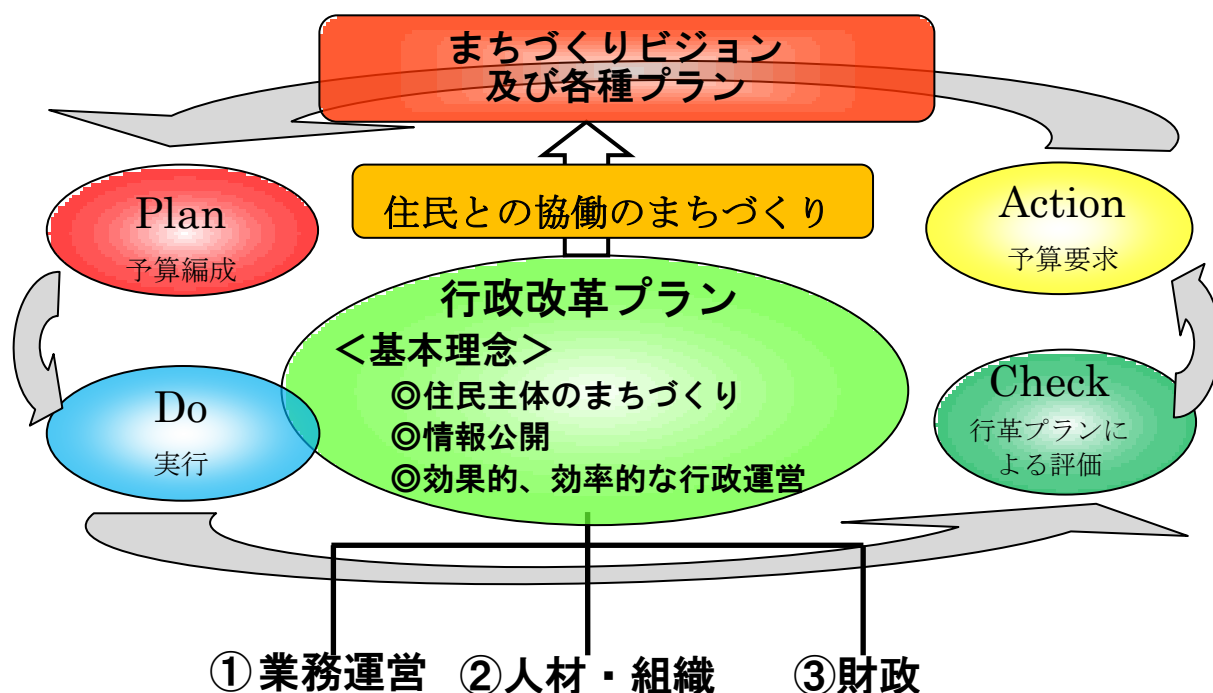 まちづくりビジョン
及び各種プラン
Plan
予算編成
住民との協働のまちづくり
Action
予算要求
行政改革プラン
＜基本理念＞
◎住民主体のまちづくり
◎情報公開
◎効果的、効率的な行政運営
Do
実行
Check
行革プランに
よる評価
①業務運営
②人材・組織
③財政